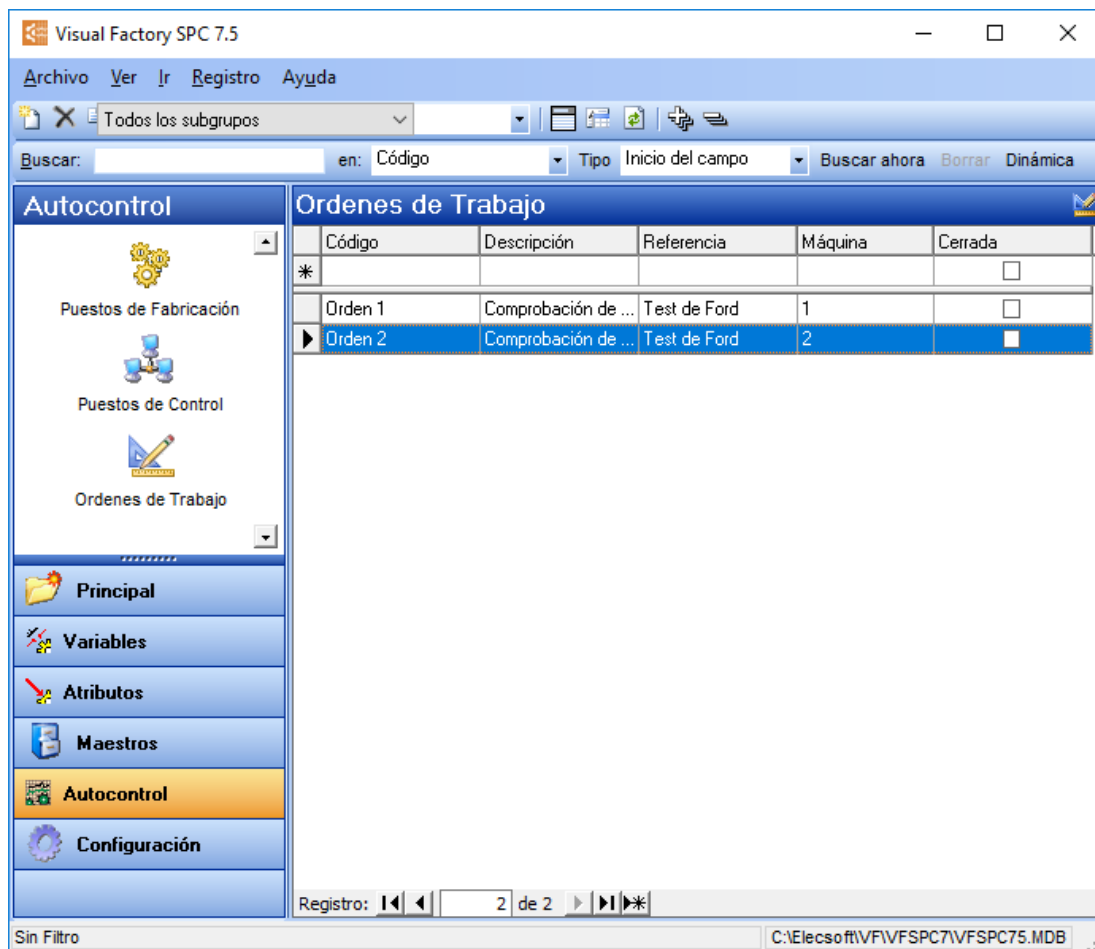 Visual Factory SPC 7.5
Archivo Ver Ir Registro Ayuda
Todos los subgrupos
Buscar: en: Código Tipo Inicio del campo Buscar ahora Borrar Dinámica
Autocontrol
Puestos de Fabricación
Puestos de Control
Ordenes de Trabajo
Principal
Variables
Atributos
Maestros
Autocontrol
Configuración
Ordenes de Trabajo
Código Descripción Referencia Máquina Cerrada
Orden 1 Comprobación de ... Test de Ford 1
Orden 2 Comprobación de ... Test de Ford 2
Registro: 2 de 2
Sin Filtro C:\Elecsoft\VF\VFSPC7\VFSPC75.MDB